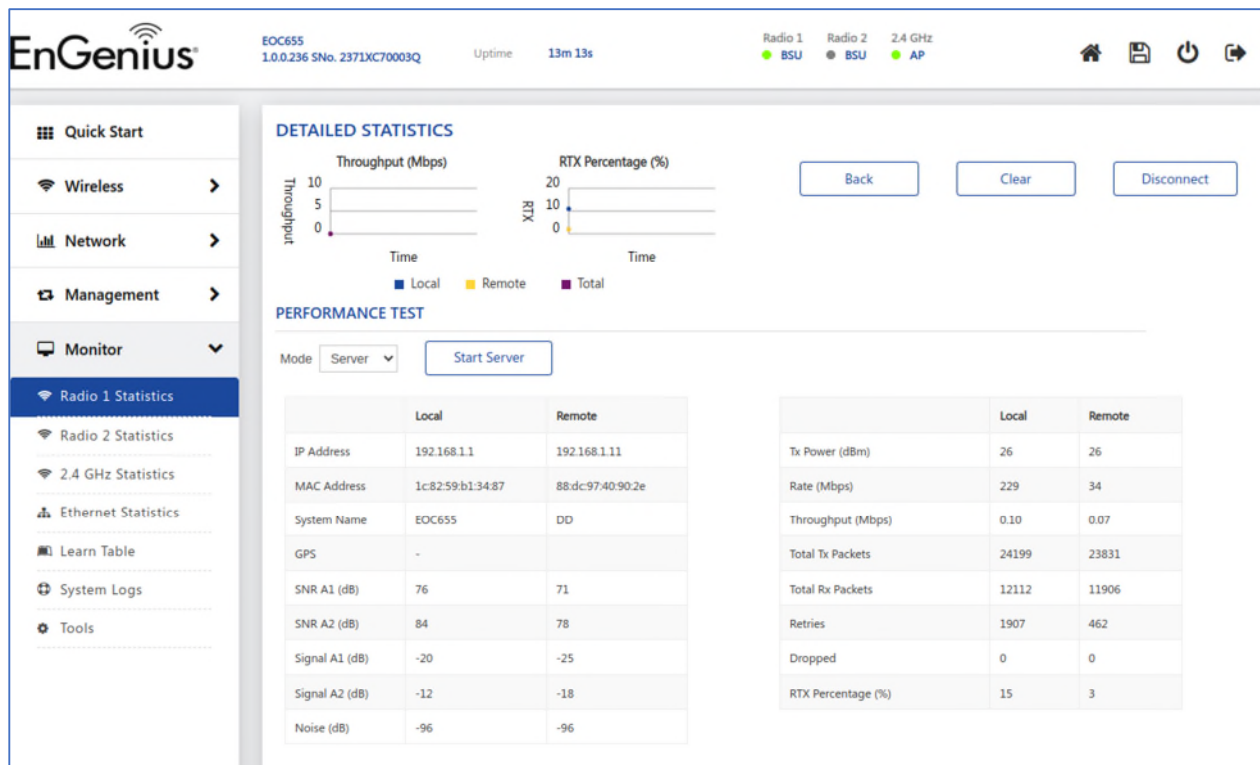 EnGenius
EOC655
1.0.0.236 SNo. 2371XC70003Q
Uptime 13m 13s
Radio 1 Radio 2 2.4 GHz
BSU BSU AP
Quick Start
Wireless
Network
Management
Monitor
Radio 1 Statistics
Radio 2 Statistics
2.4 GHz Statistics
Ethernet Statistics
Learn Table
System Logs
Tools
DETAILED STATISTICS
Throughput (Mbps)
Throughput
10
5
0
Time
RTX Percentage (%)
RTX
20
10
0
Time
Local Remote Total
Back Clear Disconnect
PERFORMANCE TEST
Mode Server Start Server
Local Remote
IP Address 192.168.1.1 192.168.1.11
MAC Address 1c:82:59:b1:34:87 88:dc:97:40:90:2e
System Name EOC655 DD
GPS -
SNR A1 (dB) 76 71
SNR A2 (dB) 84 78
Signal A1 (dB) -20 -25
Signal A2 (dB) -12 -18
Noise (dB) -96 -96
Local Remote
Tx Power (dBm) 26 26
Rate (Mbps) 229 34
Throughput (Mbps) 0.10 0.07
Total Tx Packets 24199 23831
Total Rx Packets 12112 11906
Retries 1907 462
Dropped 0 0
RTX Percentage (%) 15 3